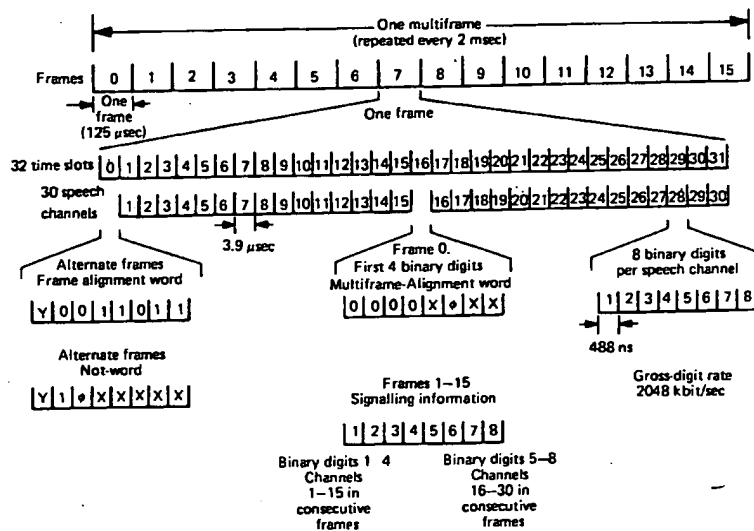 One multiframe
(repeated every 2 msec)
Frames 0 1 2 3 4 5 6 7 8 9 10 11 12 13 14 15
One
frame
(125 μsec)
One frame
32 time slots 0 1 2 3 4 5 6 7 8 9 10 11 12 13 14 15 16 17 18 19 20 21 22 23 24 25 26 27 28 29 30 31
30 speech
channels
1 2 3 4 5 6 7 8 9 10 11 12 13 14 15 16 17 18 19 20 21 22 23 24 25 26 27 28 29 30
3.9 μsec
Alternate frames
Frame alignment word
Y 0 0 1 1 0 1 1
Alternate frames
Not-word
Y 1 ø X X X X X
Frame 0.
First 4 binary digits
Multiframe-Alignment word
0 0 0 0 X ø X X
8 binary digits
per speech channel
1 2 3 4 5 6 7 8
488 ns
Gross-digit rate
2048 kbit/sec
Frames 1–15
Signalling information
1 2 3 4 5 6 7 8
Binary digits 1 4
Channels
1–15 in
consecutive
frames
Binary digits 5–8
Channels
16–30 in
consecutive
frames